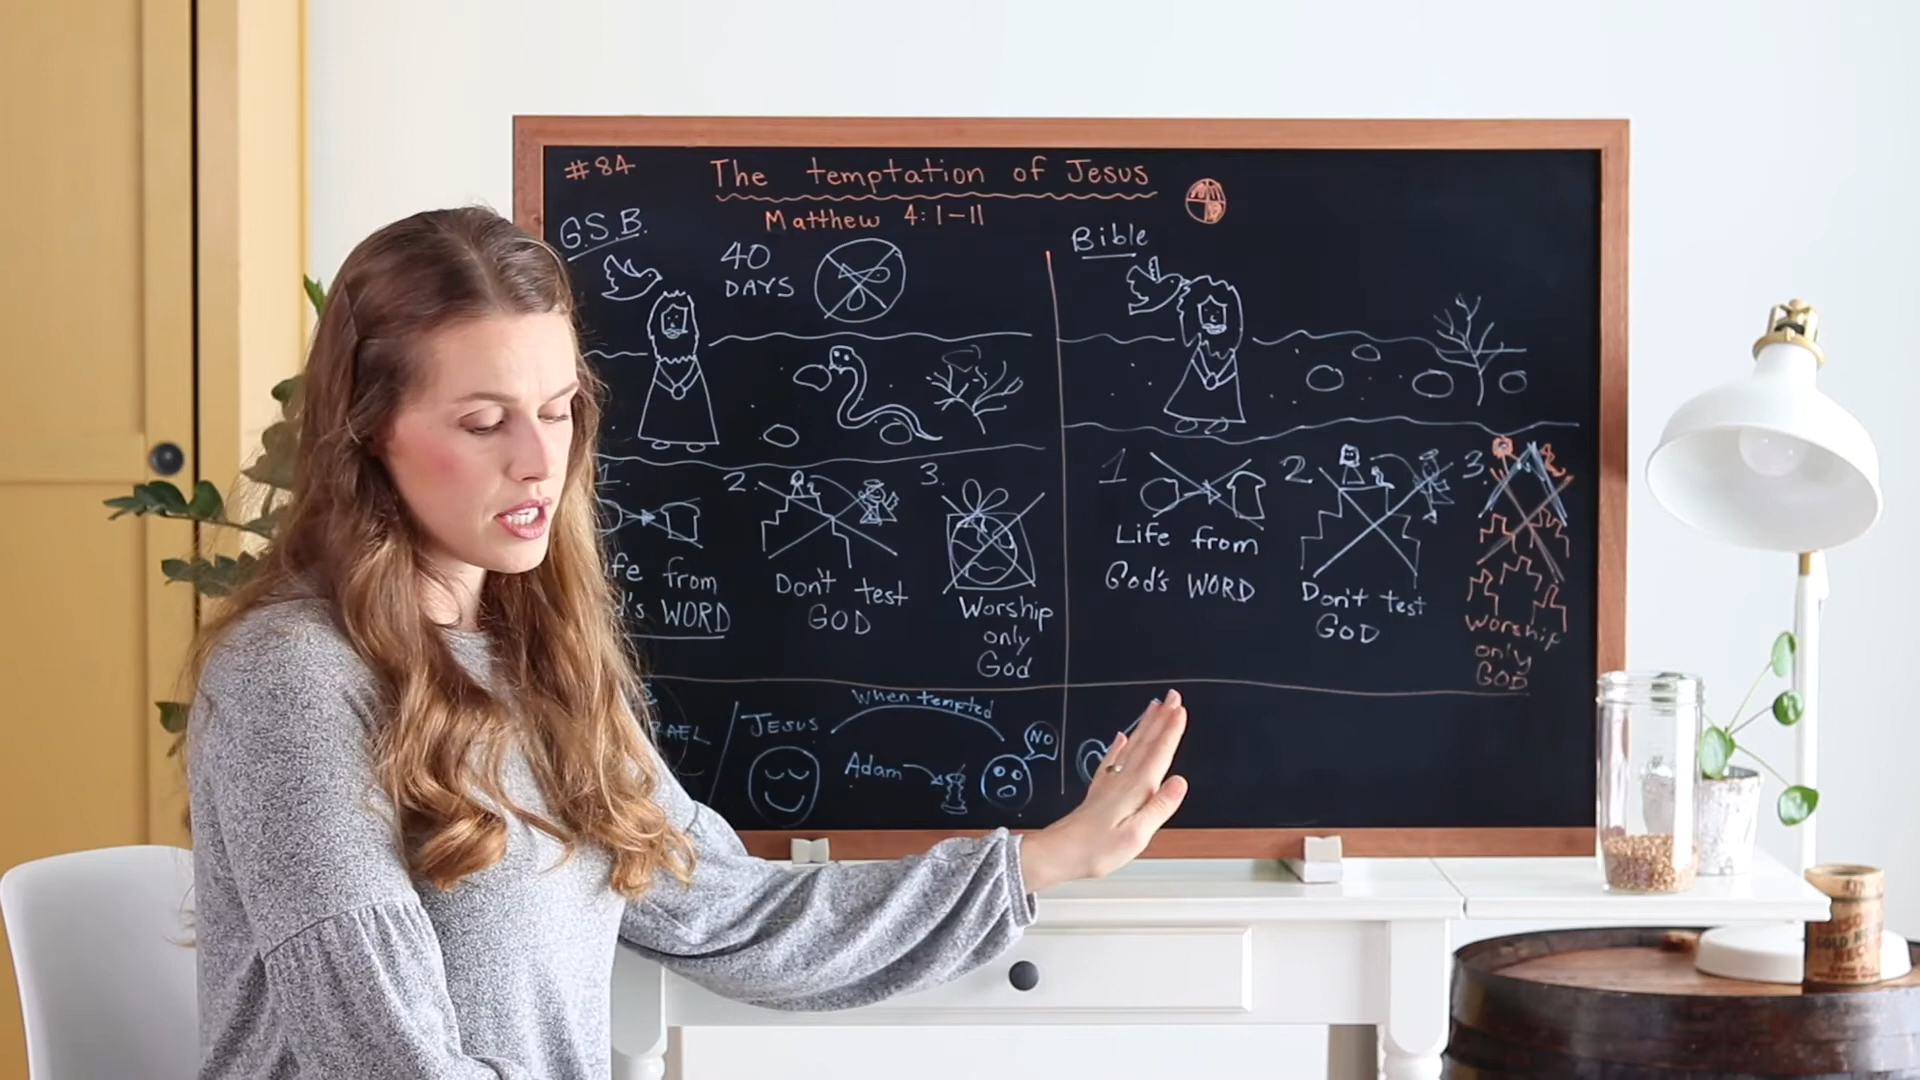 #84 The temptation of Jesus
Matthew 4:1-11
G.S.B.
40
DAYS
1.
fe from
d's WORD
2.
Don't test
GOD
3.
Worship
only
God
RAEL
JESUS
When tempted
Adam
NO
Bible
1
Life from
God's WORD
2.
Don't test
GOD
3.
Worship
only
GOD